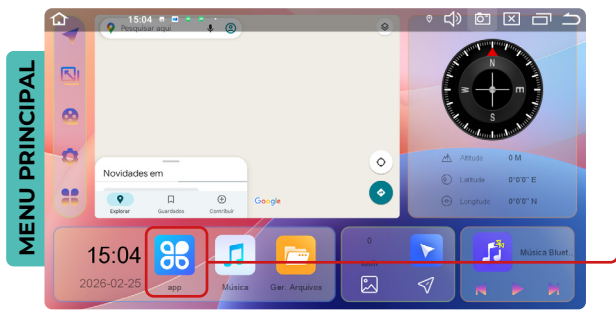 MENU PRINCIPAL
15:04
Pesquisar aqui
N
W
E
S
Altitude 0 M
Latitude 0°0'0" E
Longitude 0°0'0" N
Novidades em
Explorar Guardados Contribuir
Google
15:04
2026-02-25
app
Música
Ger. Arquivos
0
Música Bluet..